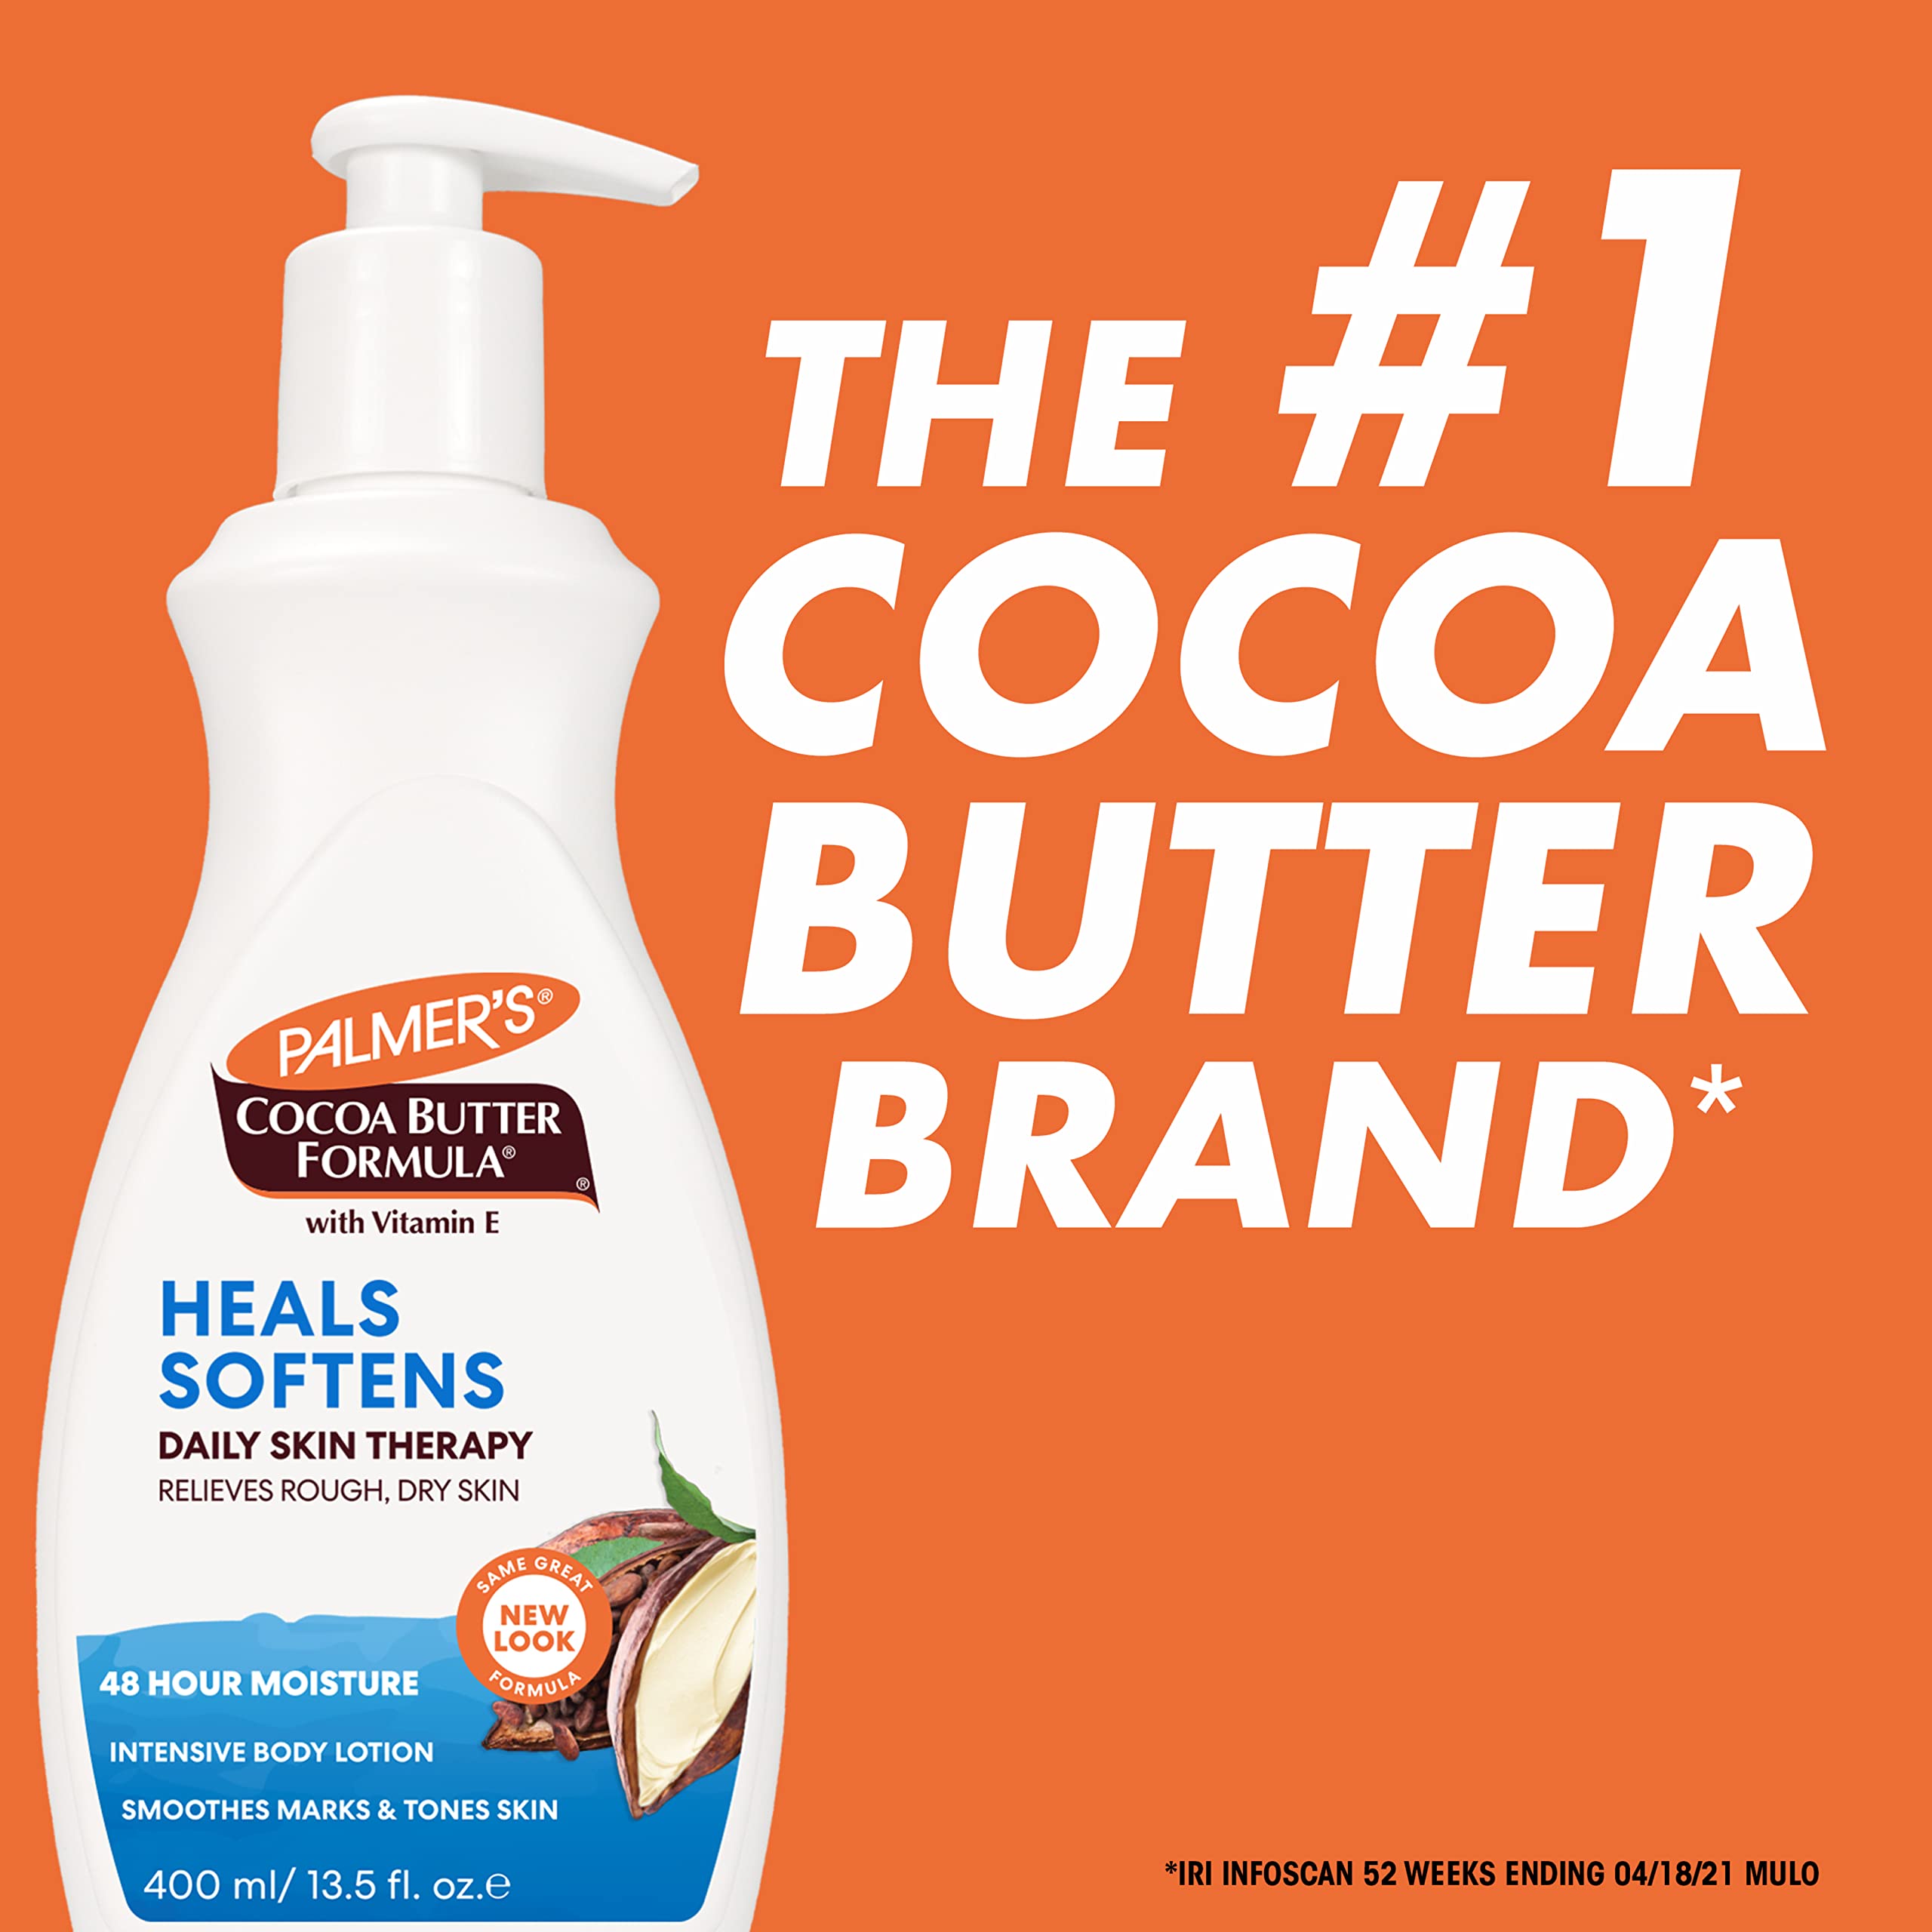 THE #1
COCOA
BUTTER
BRAND*
PALMER'S®
COCOA BUTTER
FORMULA®
®
with Vitamin E
HEALS
SOFTENS
DAILY SKIN THERAPY
RELIEVES ROUGH, DRY SKIN
SAME GREAT
NEW
LOOK
FORMULA
48 HOUR MOISTURE
INTENSIVE BODY LOTION
SMOOTHES MARKS & TONES SKIN
400 ml/ 13.5 fl. oz.℮
*IRI INFOSCAN 52 WEEKS ENDING 04/18/21 MULO